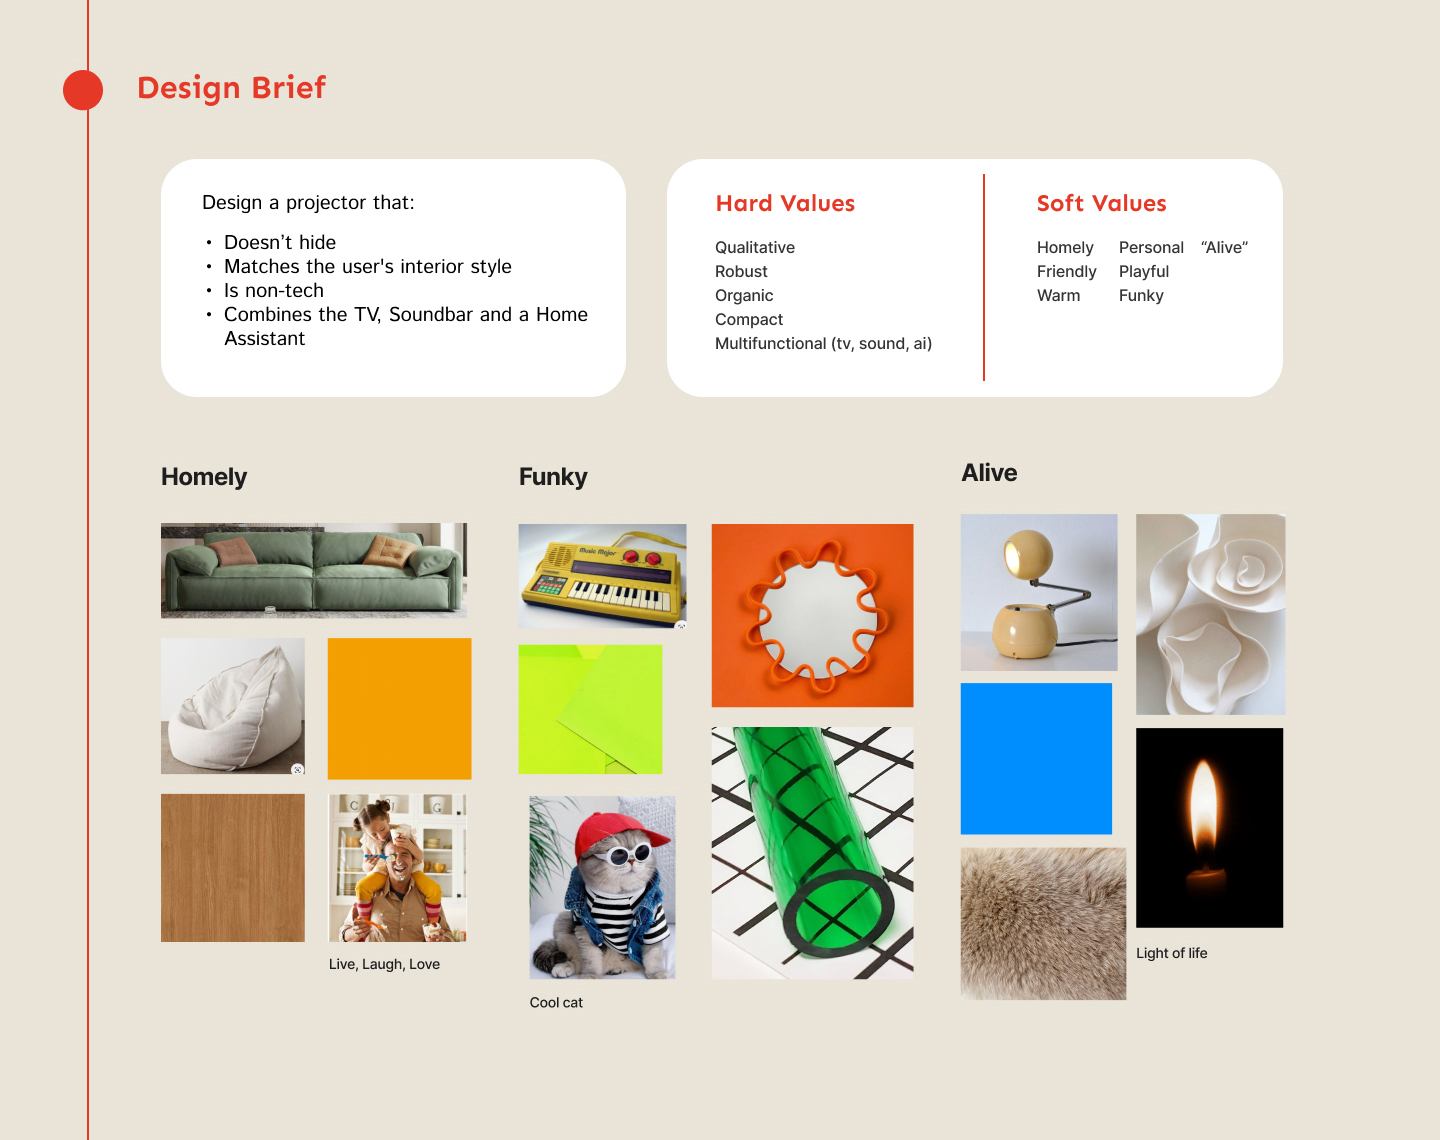 Design Brief
Design a projector that:
• Doesn’t hide
• Matches the user's interior style
• Is non-tech
• Combines the TV, Soundbar and a Home
Assistant
Hard Values
Qualitative
Robust
Organic
Compact
Multifunctional (tv, sound, ai)
Soft Values
Homely Personal “Alive”
Friendly Playful
Warm Funky
Homely
Live, Laugh, Love
Funky
Music Major
Cool cat
Alive
Light of life